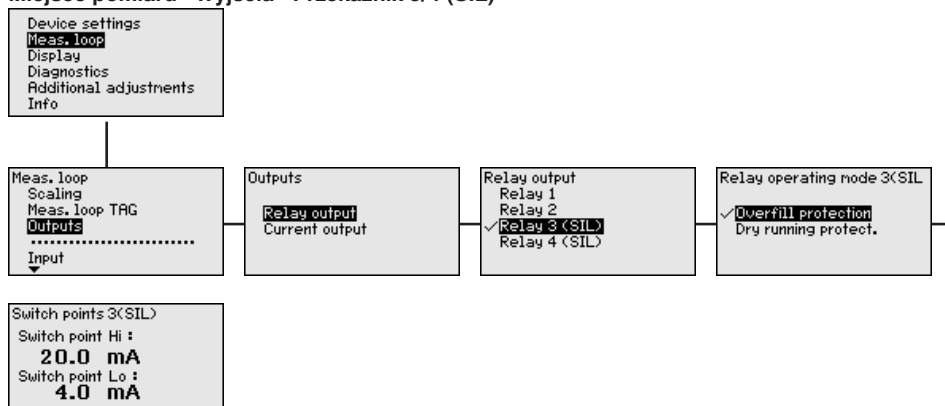 Device settings
Meas. loop
Display
Diagnostics
Additional adjustments
Info
Meas. loop
Scaling
Meas. loop TAG
Outputs
Input
Outputs
Relay output
Current output
Relay output
Relay 1
Relay 2
Relay 3 (SIL)
Relay 4 (SIL)
Relay operating mode 3(SIL
Overfill protection
Dry running protect.
Switch points 3(SIL)
Switch point Hi :
20.0 mA
Switch point Lo :
4.0 mA